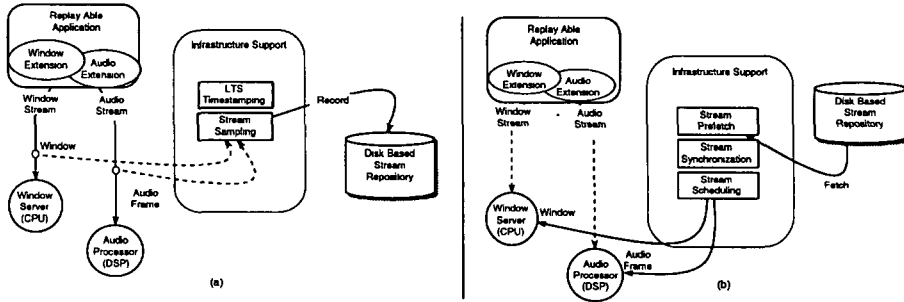 Replay Able
Application
Window
Extension
Audio
Extension
Window
Stream
Audio
Stream
Infrastructure Support
LTS
Timestamping
Stream
Sampling
Record
Disk Based
Stream
Repository
Window
Audio
Frame
Window
Server
(CPU)
Audio
Processor
(DSP)
(a)
Replay Able
Application
Window
Extension
Audio
Extension
Window
Stream
Audio
Stream
Infrastructure Support
Stream
Prefetch
Stream
Synchronization
Stream
Scheduling
Disk Based
Stream
Repository
Fetch
Window
Server
(CPU)
Window
Audio
Frame
Audio
Processor
(DSP)
(b)